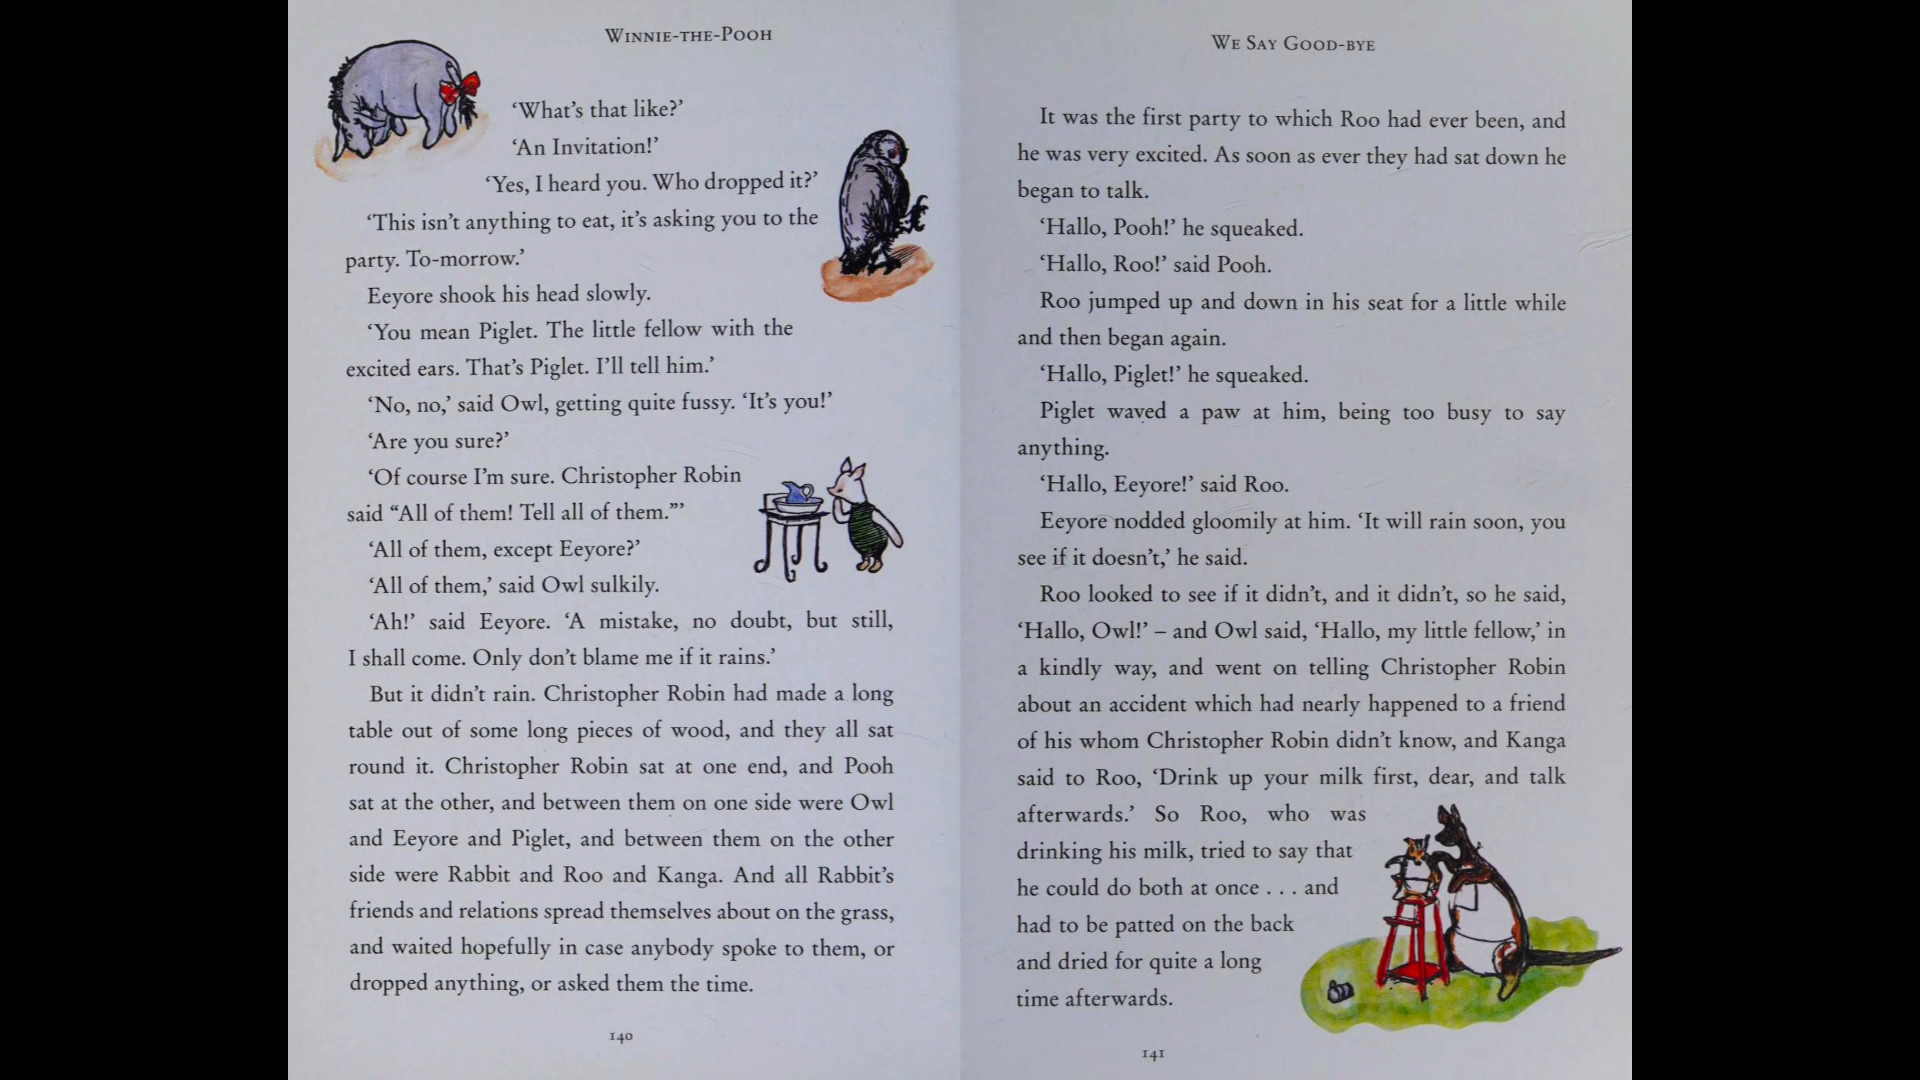 WINNIE-THE-POOH
‘What’s that like?’
‘An Invitation!’
‘Yes, I heard you. Who dropped it?’
‘This isn’t anything to eat, it’s asking you to the
party. To-morrow.’
Eeyore shook his head slowly.
‘You mean Piglet. The little fellow with the
excited ears. That’s Piglet. I’ll tell him.’
‘No, no,’ said Owl, getting quite fussy. ‘It’s you!’
‘Are you sure?’
‘Of course I’m sure. Christopher Robin
said “All of them! Tell all of them.”’
‘All of them, except Eeyore?’
‘All of them,’ said Owl sulkily.
‘Ah!’ said Eeyore. ‘A mistake, no doubt, but still,
I shall come. Only don’t blame me if it rains.’
But it didn’t rain. Christopher Robin had made a long
table out of some long pieces of wood, and they all sat
round it. Christopher Robin sat at one end, and Pooh
sat at the other, and between them on one side were Owl
and Eeyore and Piglet, and between them on the other
side were Rabbit and Roo and Kanga. And all Rabbit’s
friends and relations spread themselves about on the grass,
and waited hopefully in case anybody spoke to them, or
dropped anything, or asked them the time.
140
WE SAY GOOD-BYE
It was the first party to which Roo had ever been, and
he was very excited. As soon as ever they had sat down he
began to talk.
‘Hallo, Pooh!’ he squeaked.
‘Hallo, Roo!’ said Pooh.
Roo jumped up and down in his seat for a little while
and then began again.
‘Hallo, Piglet!’ he squeaked.
Piglet waved a paw at him, being too busy to say
anything.
‘Hallo, Eeyore!’ said Roo.
Eeyore nodded gloomily at him. ‘It will rain soon, you
see if it doesn’t,’ he said.
Roo looked to see if it didn’t, and it didn’t, so he said,
‘Hallo, Owl!’ – and Owl said, ‘Hallo, my little fellow,’ in
a kindly way, and went on telling Christopher Robin
about an accident which had nearly happened to a friend
of his whom Christopher Robin didn’t know, and Kanga
said to Roo, ‘Drink up your milk first, dear, and talk
afterwards.’ So Roo, who was
drinking his milk, tried to say that
he could do both at once . . . and
had to be patted on the back
and dried for quite a long
time afterwards.
141